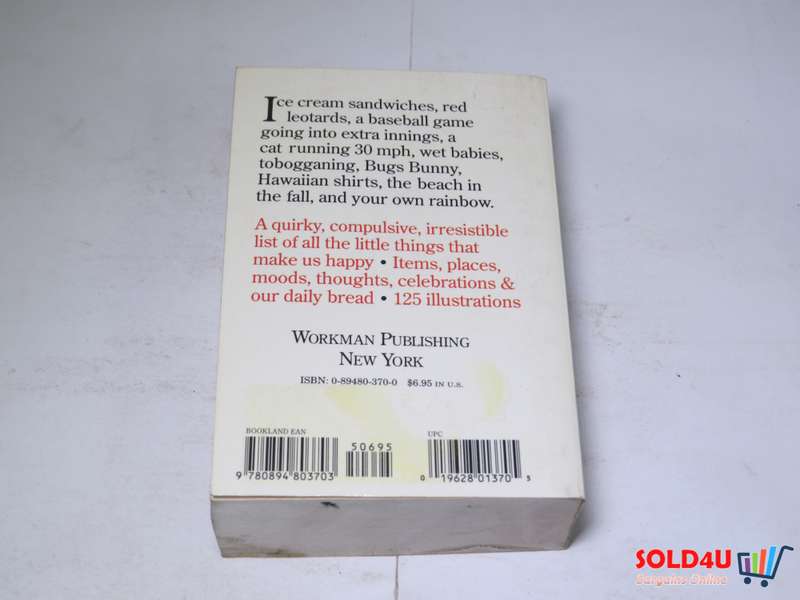 Ice cream sandwiches, red
leotards, a baseball game
going into extra innings, a
cat running 30 mph, wet babies,
tobogganing, Bugs Bunny,
Hawaiian shirts, the beach in
the fall, and your own rainbow.
A quirky, compulsive, irresistible
list of all the little things that
make us happy • Items, places,
moods, thoughts, celebrations &
our daily bread • 125 illustrations
WORKMAN PUBLISHING
NEW YORK
ISBN: 0-89480-370-0 $6.95 IN U.S.
BOOKLAND EAN
UPC
50695
9 780894 803703
0 19628 01370 3
SOLD4U
Bargains Online